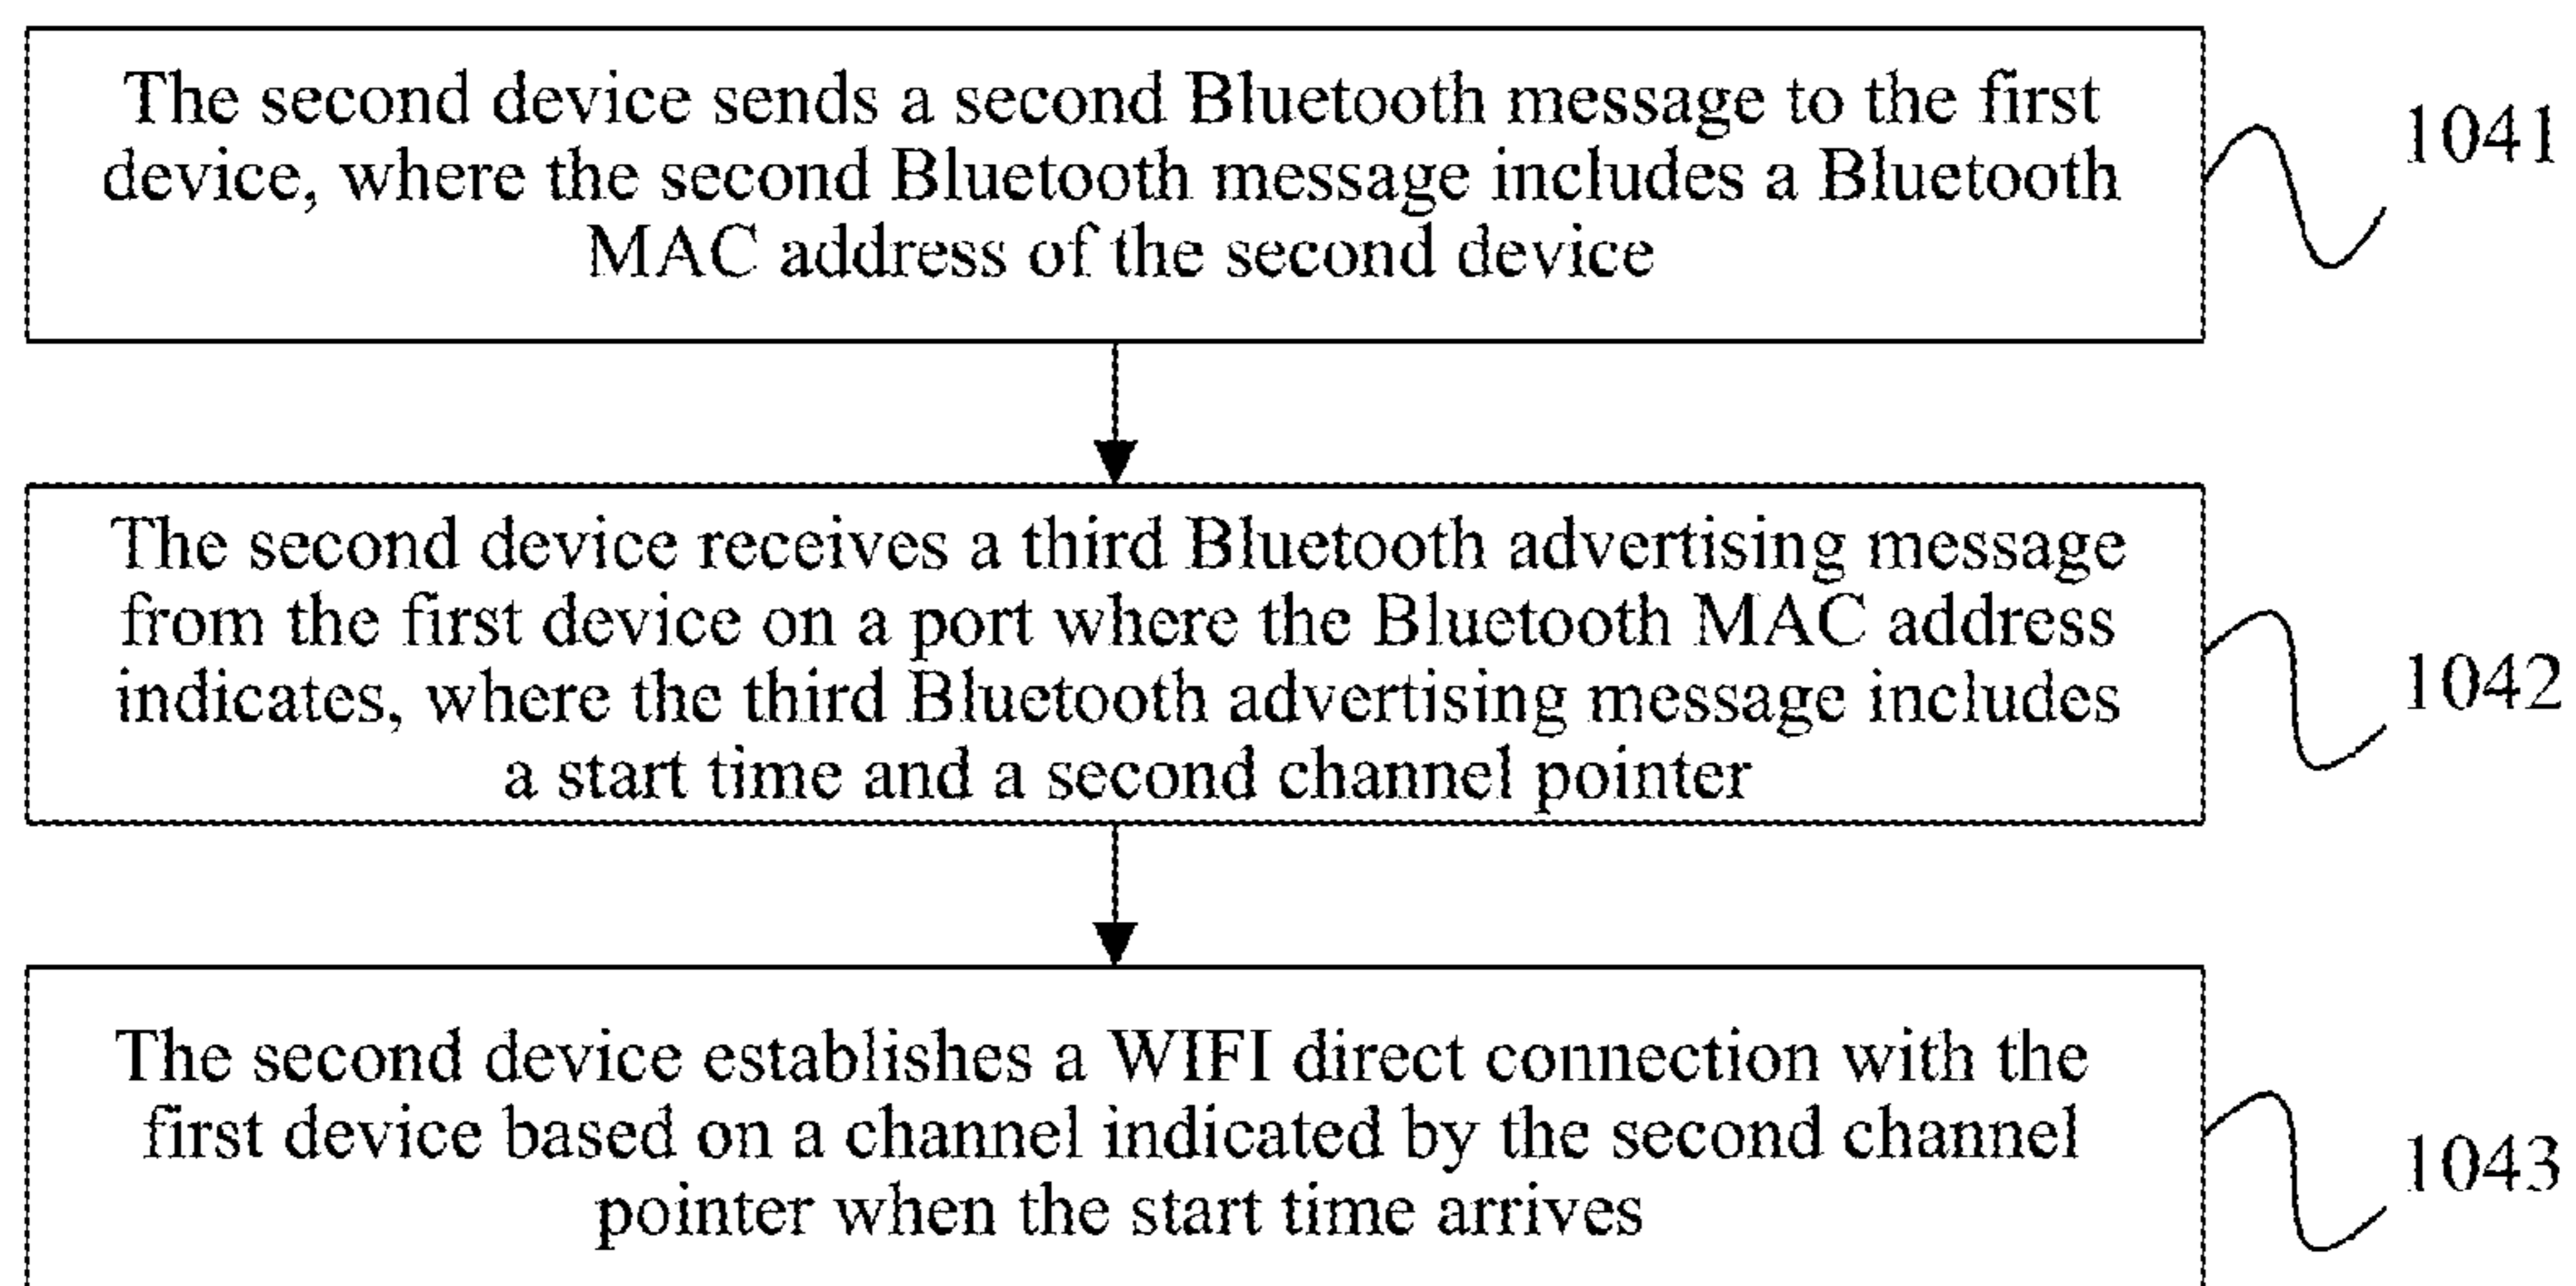 The second device sends a second Bluetooth message to the first
device, where the second Bluetooth message includes a Bluetooth
MAC address of the second device
1041
The second device receives a third Bluetooth advertising message
from the first device on a port where the Bluetooth MAC address
indicates, where the third Bluetooth advertising message includes
a start time and a second channel pointer
1042
The second device establishes a WIFI direct connection with the
first device based on a channel indicated by the second channel
pointer when the start time arrives
1043